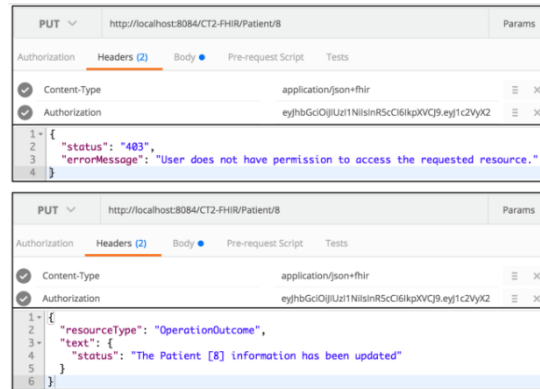 PUT http://localhost:8084/CT2-FHIR/Patient/8 Params
Authorization Headers (2) Body Pre-request Script Tests
Content-Type application/json+fhir
Authorization eyJhbGciOiJIUzI1NiIsInR5cCI6IkpXVCJ9.eyJ1c2VyX2
1 {
2 "status": "403",
3 "errorMessage": "User does not have permission to access the requested resource."
4 }
PUT http://localhost:8084/CT2-FHIR/Patient/8 Params
Authorization Headers (2) Body Pre-request Script Tests
Content-Type application/json+fhir
Authorization eyJhbGciOiJIUzI1NiIsInR5cCI6IkpXVCJ9.eyJ1c2VyX2
1 {
2 "resourceType": "OperationOutcome",
3 "text": {
4 "status": "The Patient [8] information has been updated"
5 }
6 }